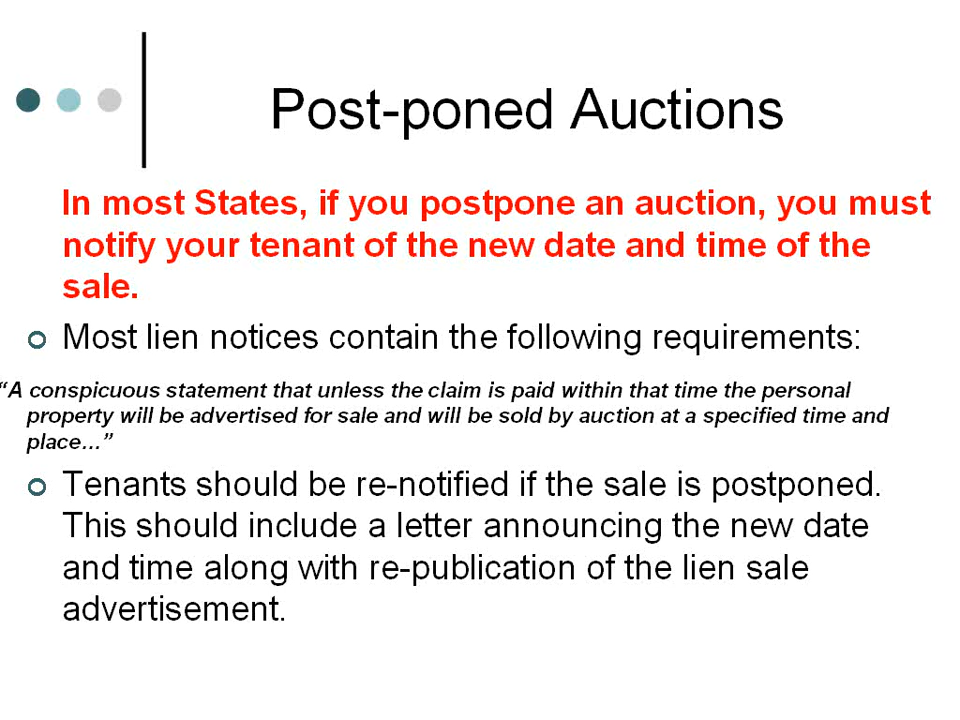 Post-poned Auctions
In most States, if you postpone an auction, you must
notify your tenant of the new date and time of the
sale.
Most lien notices contain the following requirements:
“A conspicuous statement that unless the claim is paid within that time the personal
property will be advertised for sale and will be sold by auction at a specified time and
place…”
Tenants should be re-notified if the sale is postponed.
This should include a letter announcing the new date
and time along with re-publication of the lien sale
advertisement.